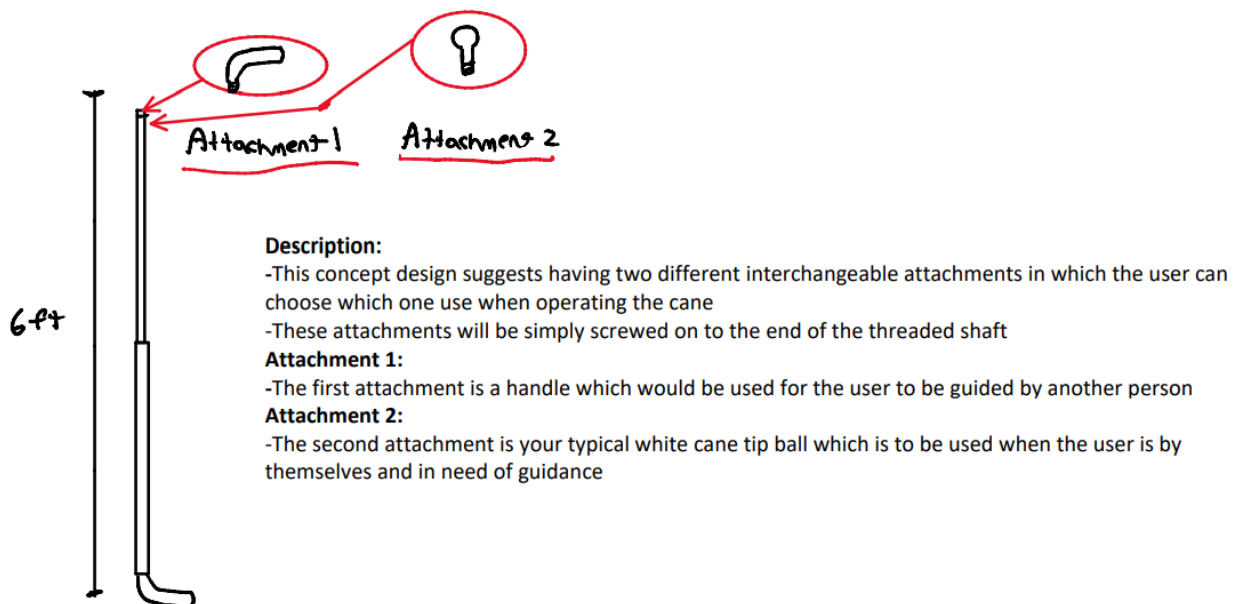 Attachment 1
Attachment 2
Description:
-This concept design suggests having two different interchangeable attachments in which the user can
choose which one use when operating the cane
-These attachments will be simply screwed on to the end of the threaded shaft
6ft
Attachment 1:
-The first attachment is a handle which would be used for the user to be guided by another person
Attachment 2:
-The second attachment is your typical white cane tip ball which is to be used when the user is by
themselves and in need of guidance